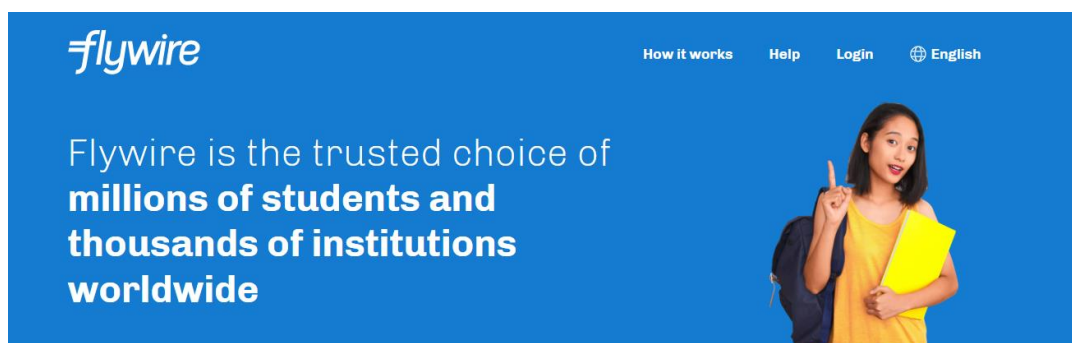 flywire
How it works Help Login English
Flywire is the trusted choice of
millions of students and
thousands of institutions
worldwide